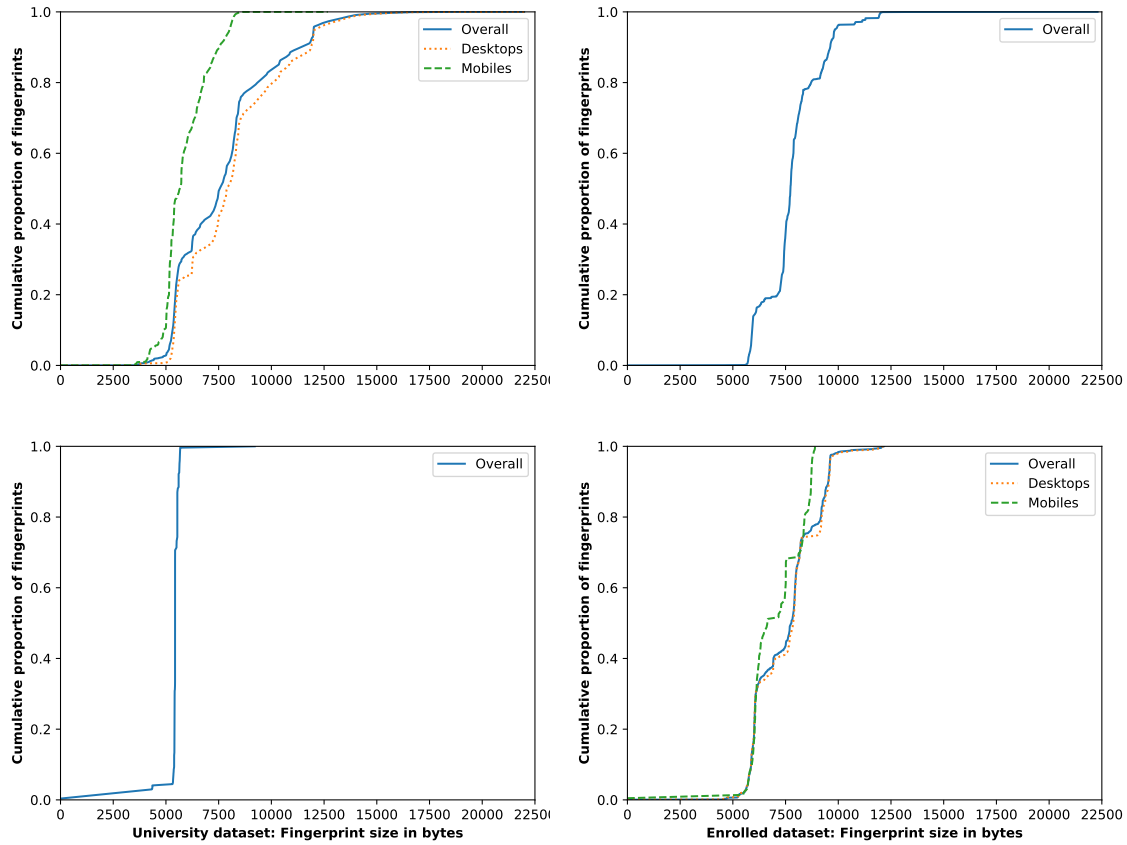 1.0
0.8
0.6
0.4
0.2
0.0
Cumulative proportion of fingerprints
Overall
Desktops
Mobiles
0 2500 5000 7500 10000 12500 15000 17500 20000 2250
1.0
0.8
0.6
0.4
0.2
0.0
Cumulative proportion of fingerprints
Overall
0 2500 5000 7500 10000 12500 15000 17500 20000 22500
1.0
0.8
0.6
0.4
0.2
0.0
Cumulative proportion of fingerprints
Overall
0 2500 5000 7500 10000 12500 15000 17500 20000 2250
University dataset: Fingerprint size in bytes
1.0
0.8
0.6
0.4
0.2
0.0
Cumulative proportion of fingerprints
Overall
Desktops
Mobiles
0 2500 5000 7500 10000 12500 15000 17500 20000 22500
Enrolled dataset: Fingerprint size in bytes